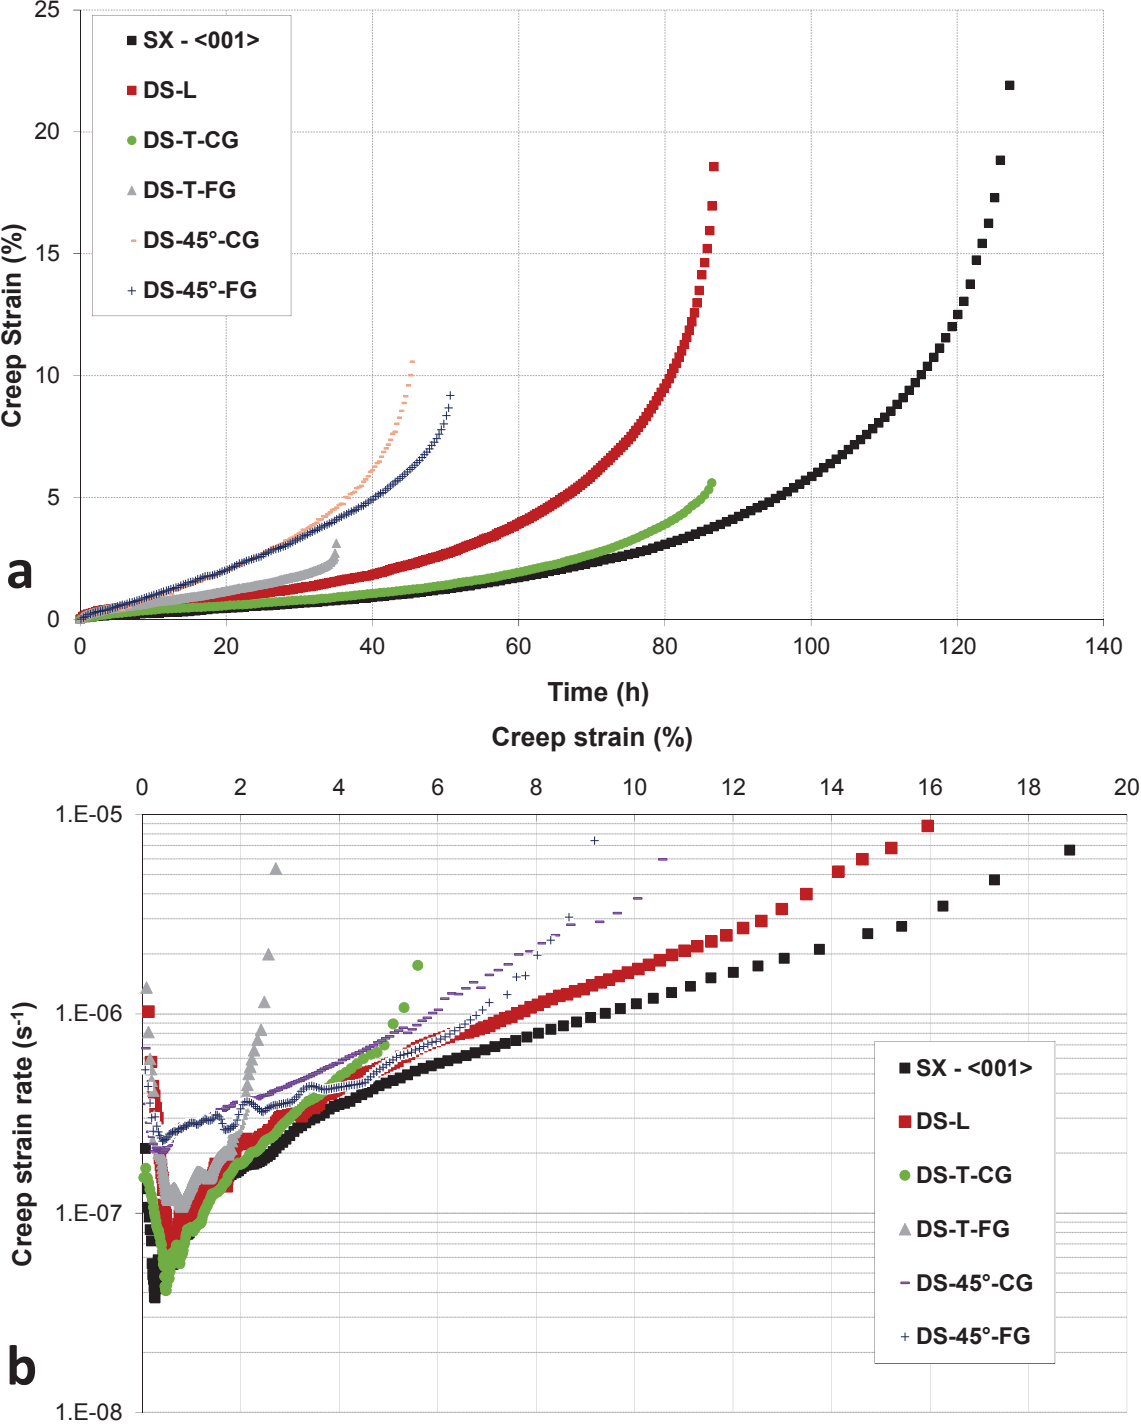 25
20
15
10
5
0
Creep Strain (%)
SX - <001>
DS-L
DS-T-CG
DS-T-FG
DS-45°-CG
DS-45°-FG
a
0 20 40 60 80 100 120 140
Time (h)
Creep strain (%)
0 2 4 6 8 10 12 14 16 18 20
1.E-05
1.E-06
1.E-07
1.E-08
Creep strain rate (s-1)
SX - <001>
DS-L
DS-T-CG
DS-T-FG
DS-45°-CG
DS-45°-FG
b